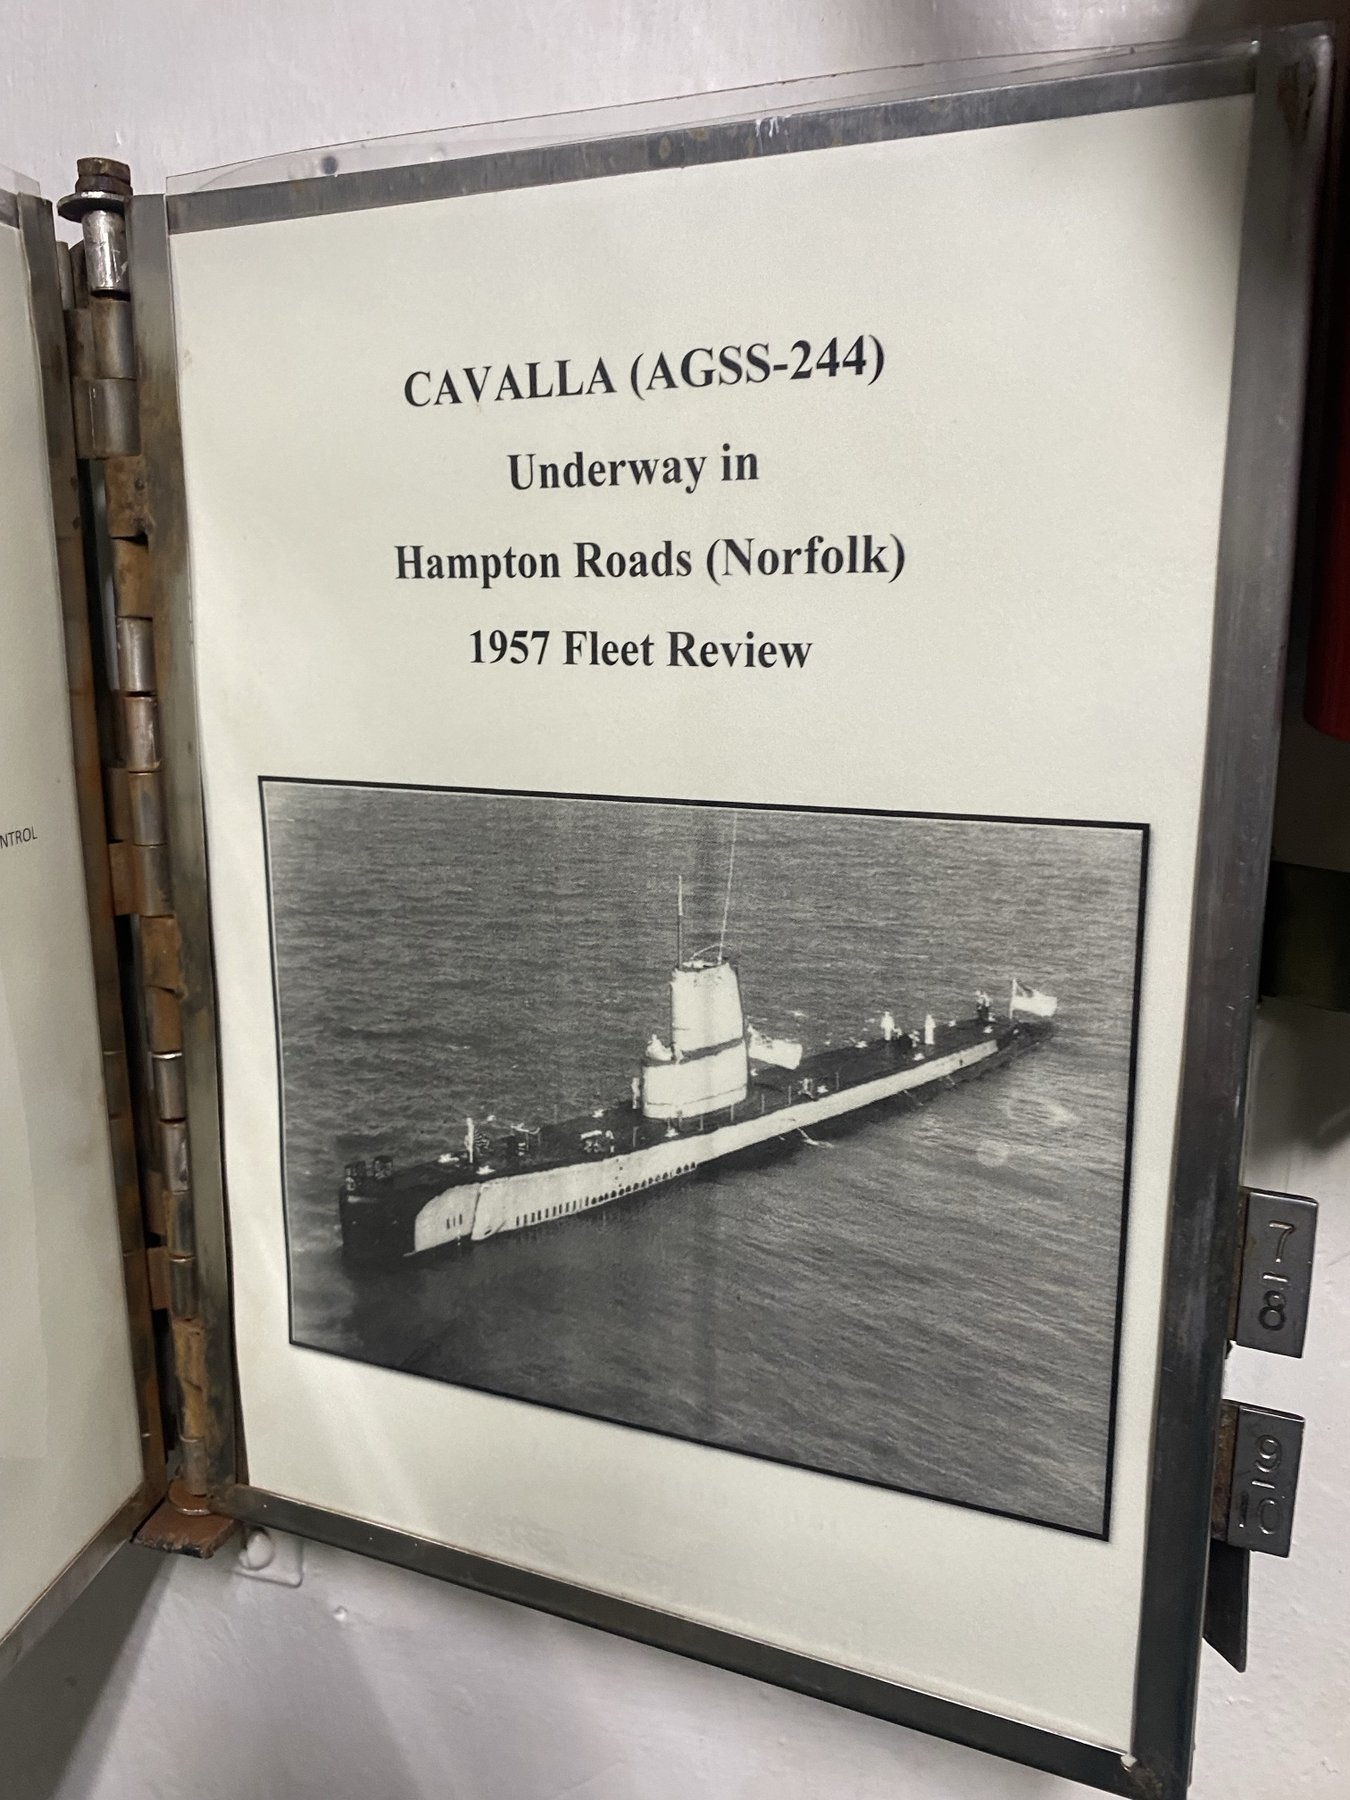 CAVALLA (AGSS-244)
Underway in
Hampton Roads (Norfolk)
1957 Fleet Review
NTROL
7
8
9
10